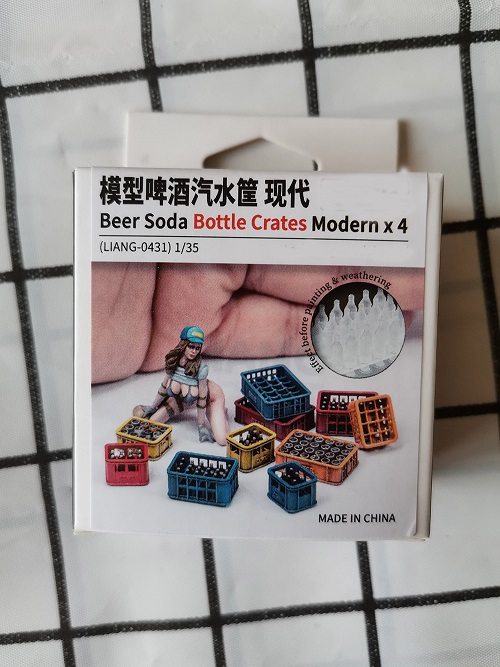 模型啤酒汽水筐 现代
Beer Soda Bottle Crates Modern x 4
(LIANG-0431) 1/35
Effect before painting & weathering
MADE IN CHINA